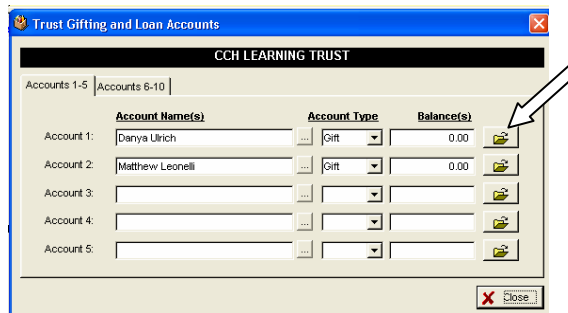 Trust Gifting and Loan Accounts
CCH LEARNING TRUST
Accounts 1-5 Accounts 6-10
Account Name(s) Account Type Balance(s)
Account 1: Danya Ulrich ... Gift 0.00
Account 2: Matthew Leonelli ... Gift 0.00
Account 3: ...
Account 4: ...
Account 5: ...
Close